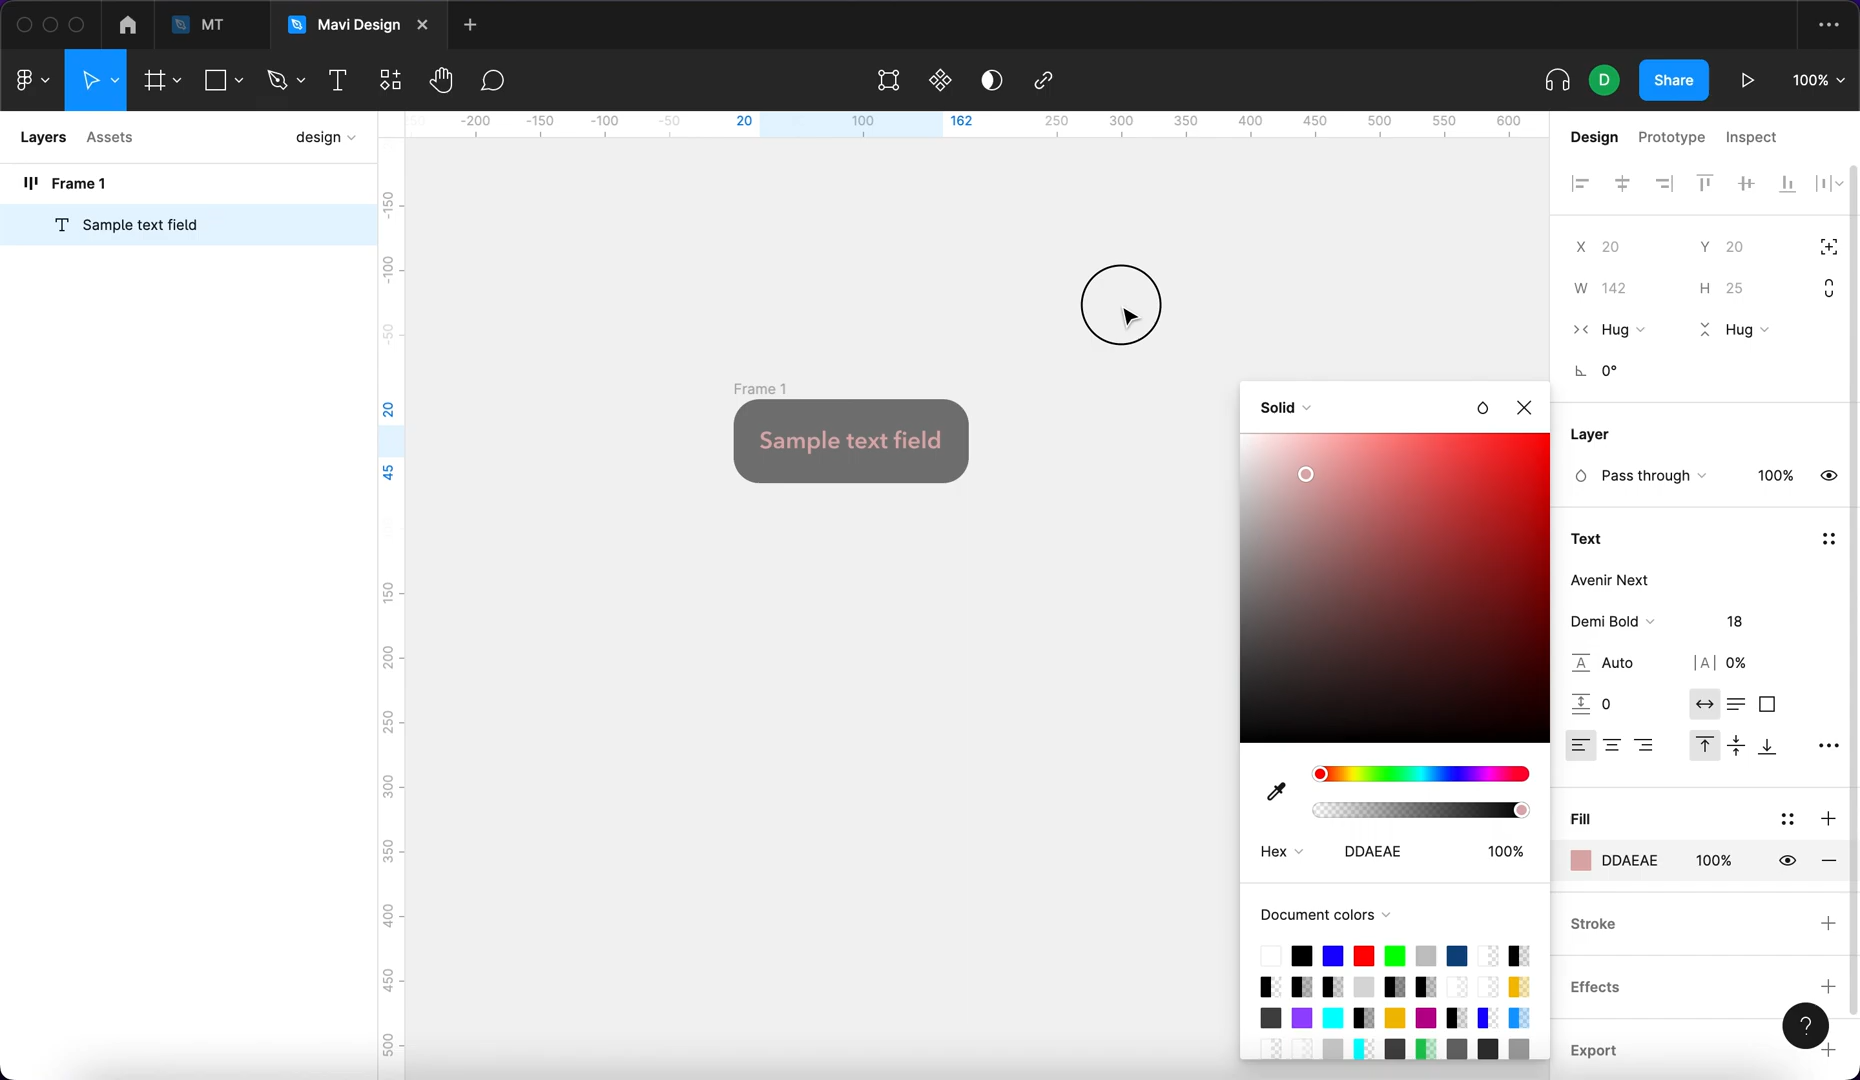 MT
Mavi Design
D
Share
100%
Layers
Assets
design
-200
-150
-100
-50
20
100
162
250
300
350
400
450
500
550
600
Design
Prototype
Inspect
Frame 1
Sample text field
-150
-100
-50
20
45
150
200
250
300
350
400
450
500
Frame 1
Sample text field
X 20
Y 20
W 142
H 25
Hug
Hug
0°
Layer
Pass through
100%
Text
Avenir Next
Demi Bold
18
A Auto
|A| 0%
0
Fill
DDAEAE
100%
Stroke
Effects
Export
?
Solid
Hex
DDAEAE
100%
Document colors